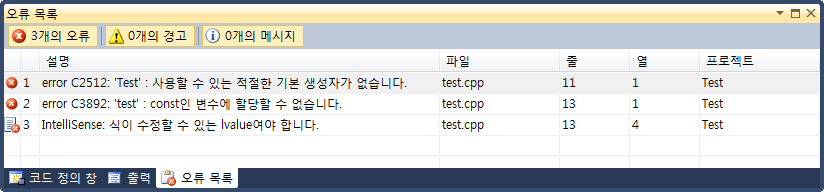 오류 목록
3개의 오류 0개의 경고 0개의 메시지
설명 파일 줄 열 프로젝트
1 error C2512: 'Test' : 사용할 수 있는 적절한 기본 생성자가 없습니다. test.cpp 11 1 Test
2 error C3892: 'test' : const인 변수에 할당할 수 없습니다. test.cpp 13 1 Test
3 IntelliSense: 식이 수정할 수 있는 lvalue여야 합니다. test.cpp 13 4 Test
코드 정의 창 출력 오류 목록